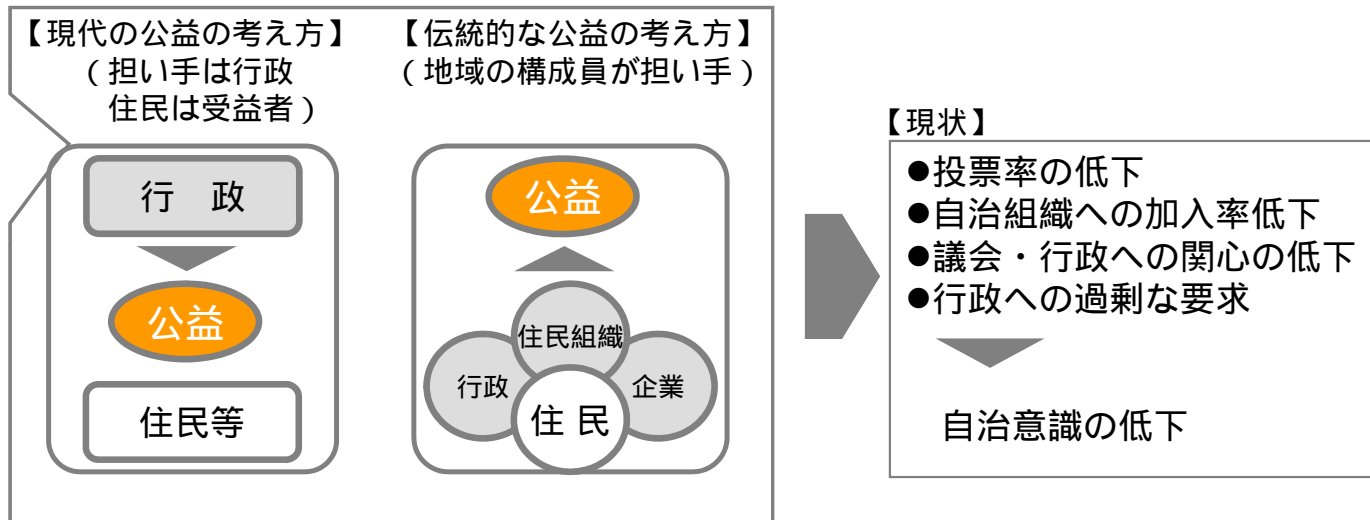 【現代の公益の考え方】
(担い手は行政
住民は受益者)
行 政
公益
住民等
【伝統的な公益の考え方】
(地域の構成員が担い手)
公益
住民組織
行政
企業
住 民
【現状】
●投票率の低下
●自治組織への加入率低下
●議会・行政への関心の低下
●行政への過剰な要求
自治意識の低下